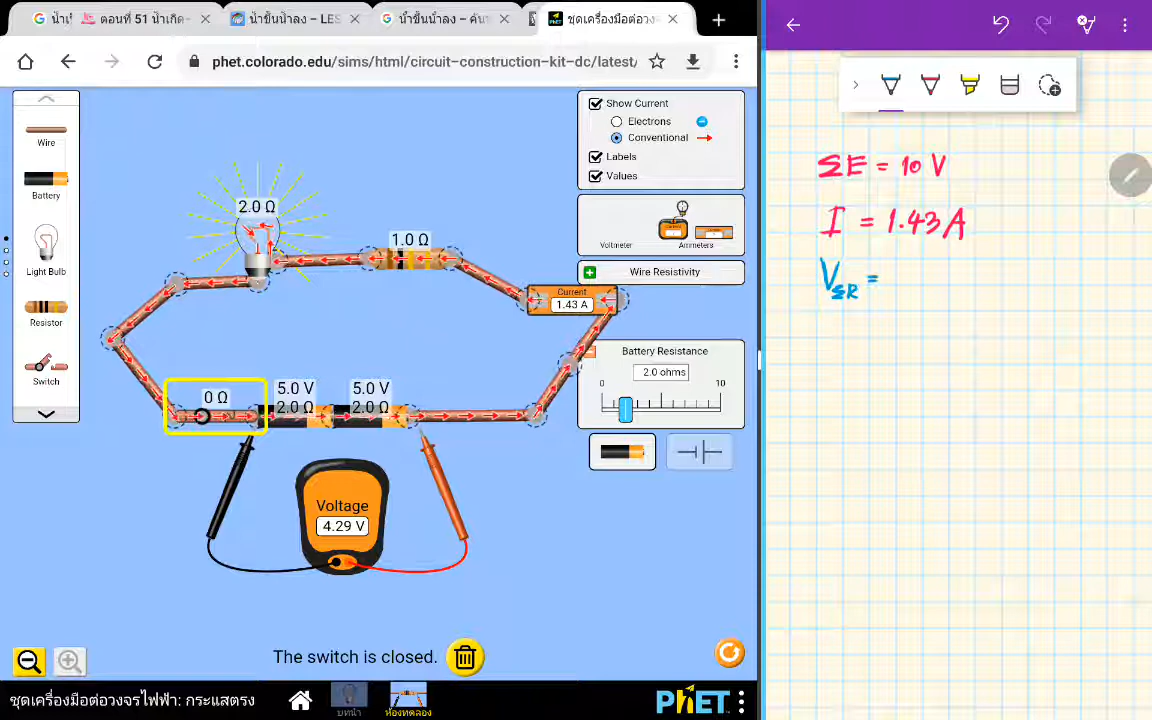 น้ำเ
ตอนที่ 51 น้ำเกิด-
น้ำขึ้นน้ำลง – LES
น้ำขึ้นน้ำลง – ค้น
ชุดเครื่องมือต่อวงจ
phet.colorado.edu/sims/html/circuit-construction-kit-dc/latest/
Wire
Battery
Light Bulb
Resistor
Switch
2.0 Ω
1.0 Ω
Current
1.43 A
0 Ω
5.0 V
2.0 Ω
5.0 V
2.0 Ω
Voltage
4.29 V
Show Current
Electrons
Conventional
Labels
Values
Voltmeter
Ammeters
Current
Wire Resistivity
Battery Resistance
2.0 ohms
0
10
The switch is closed.
ชุดเครื่องมือต่อวงจรไฟฟ้า: กระแสตรง
บทนำ
ห้องทดลอง
PhET
ΣE = 10 V
I = 1.43 A
VΣR =